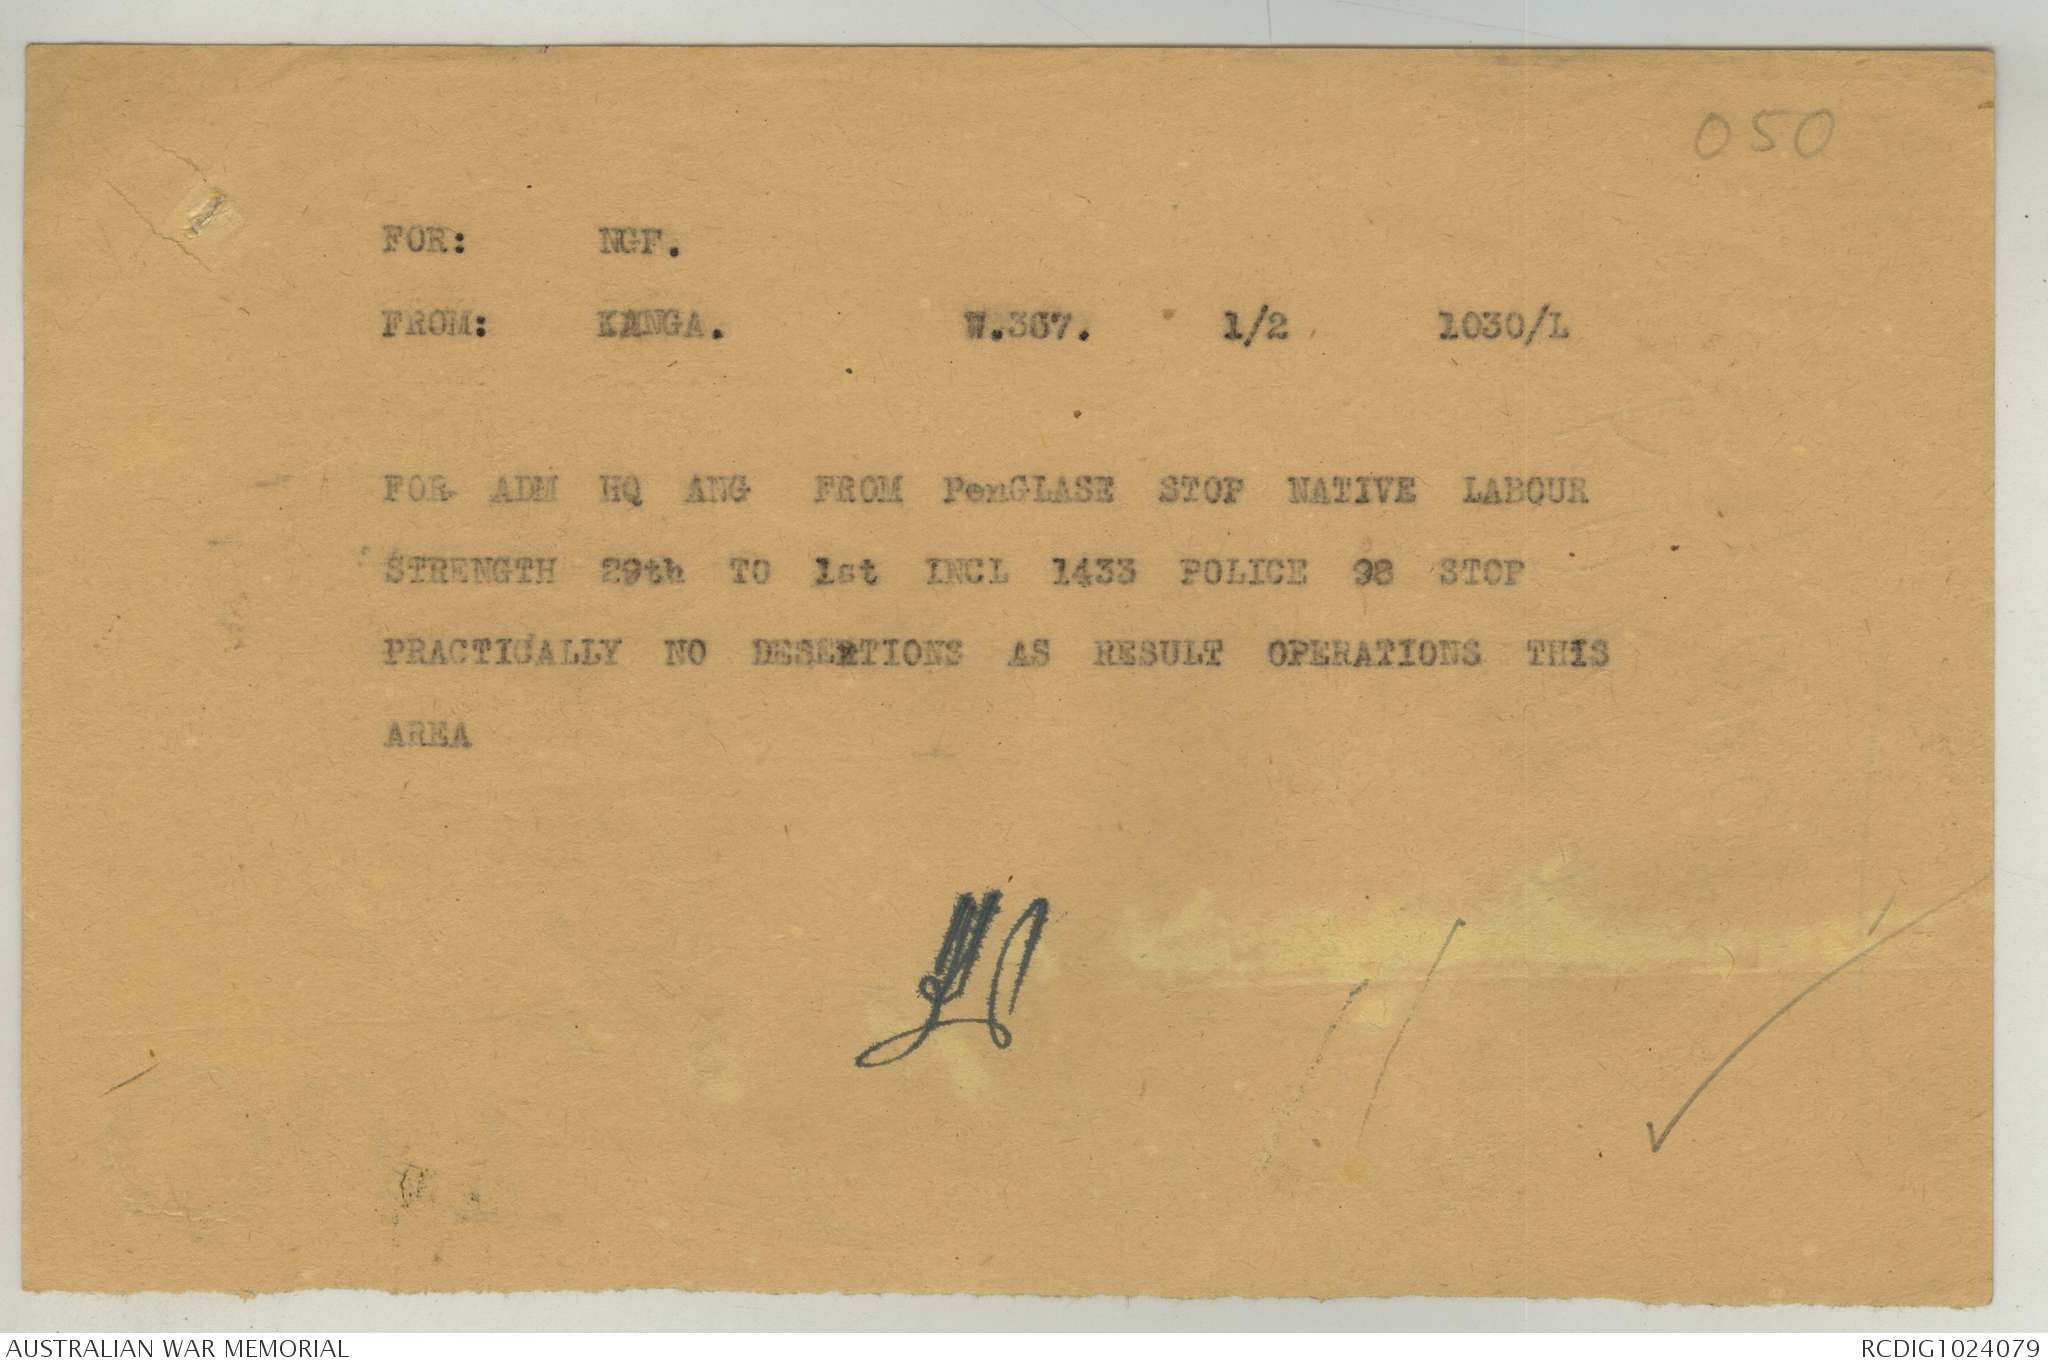 050
FOR: NGF.
FROM: KANGA. W.367. 1/2 1030/L
FOR ADM HQ ANG FROM PenGLASE STOP NATIVE LABOUR
STRENGTH 29th TO 1st INCL 1433 POLICE 98 STOP
PRACTICALLY NO DESERTIONS AS RESULT OPERATIONS THIS
AREA
AUSTRALIAN WAR MEMORIAL RCDIG1024079